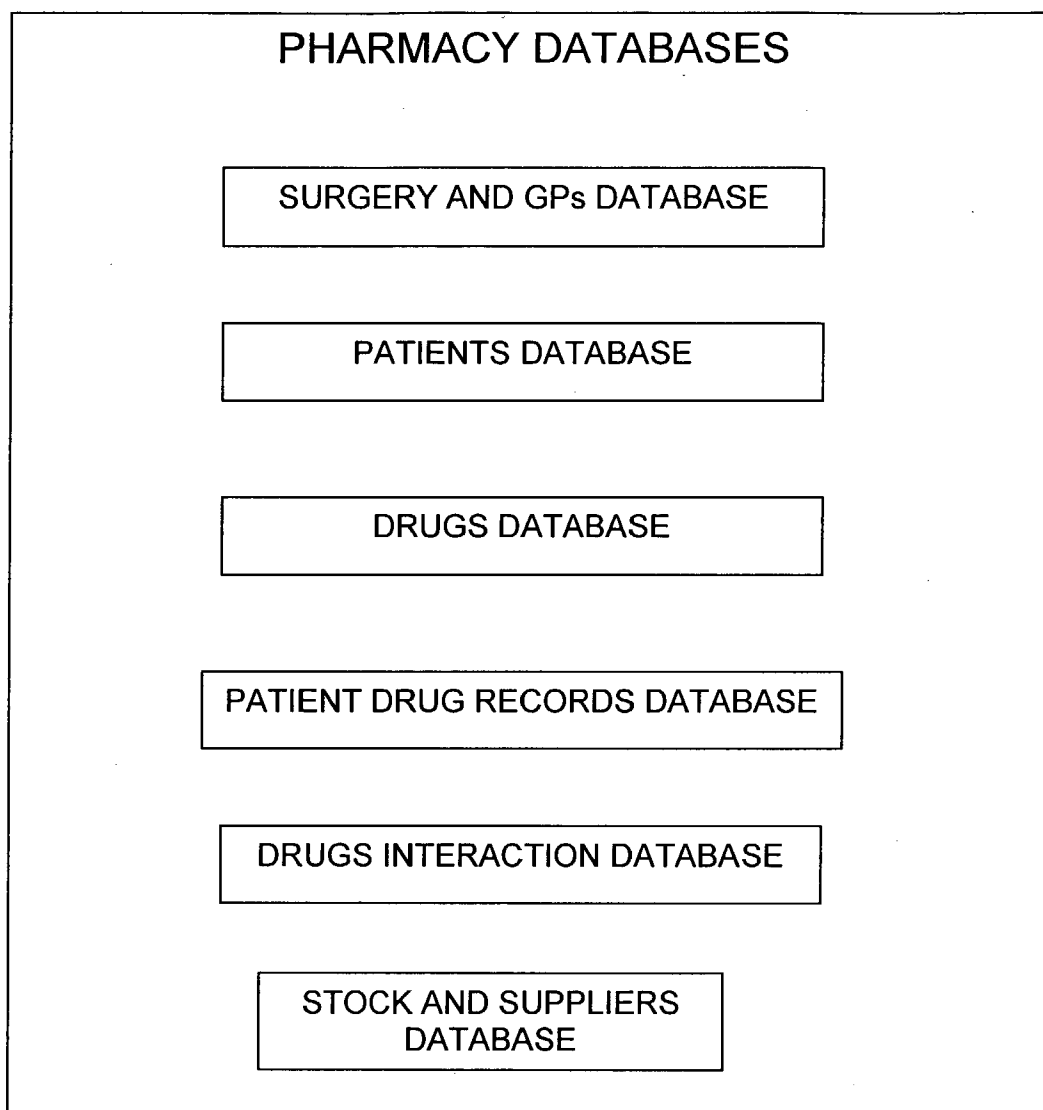 PHARMACY DATABASES
SURGERY AND GPs DATABASE
PATIENTS DATABASE
DRUGS DATABASE
PATIENT DRUG RECORDS DATABASE
DRUGS INTERACTION DATABASE
STOCK AND SUPPLIERS
DATABASE